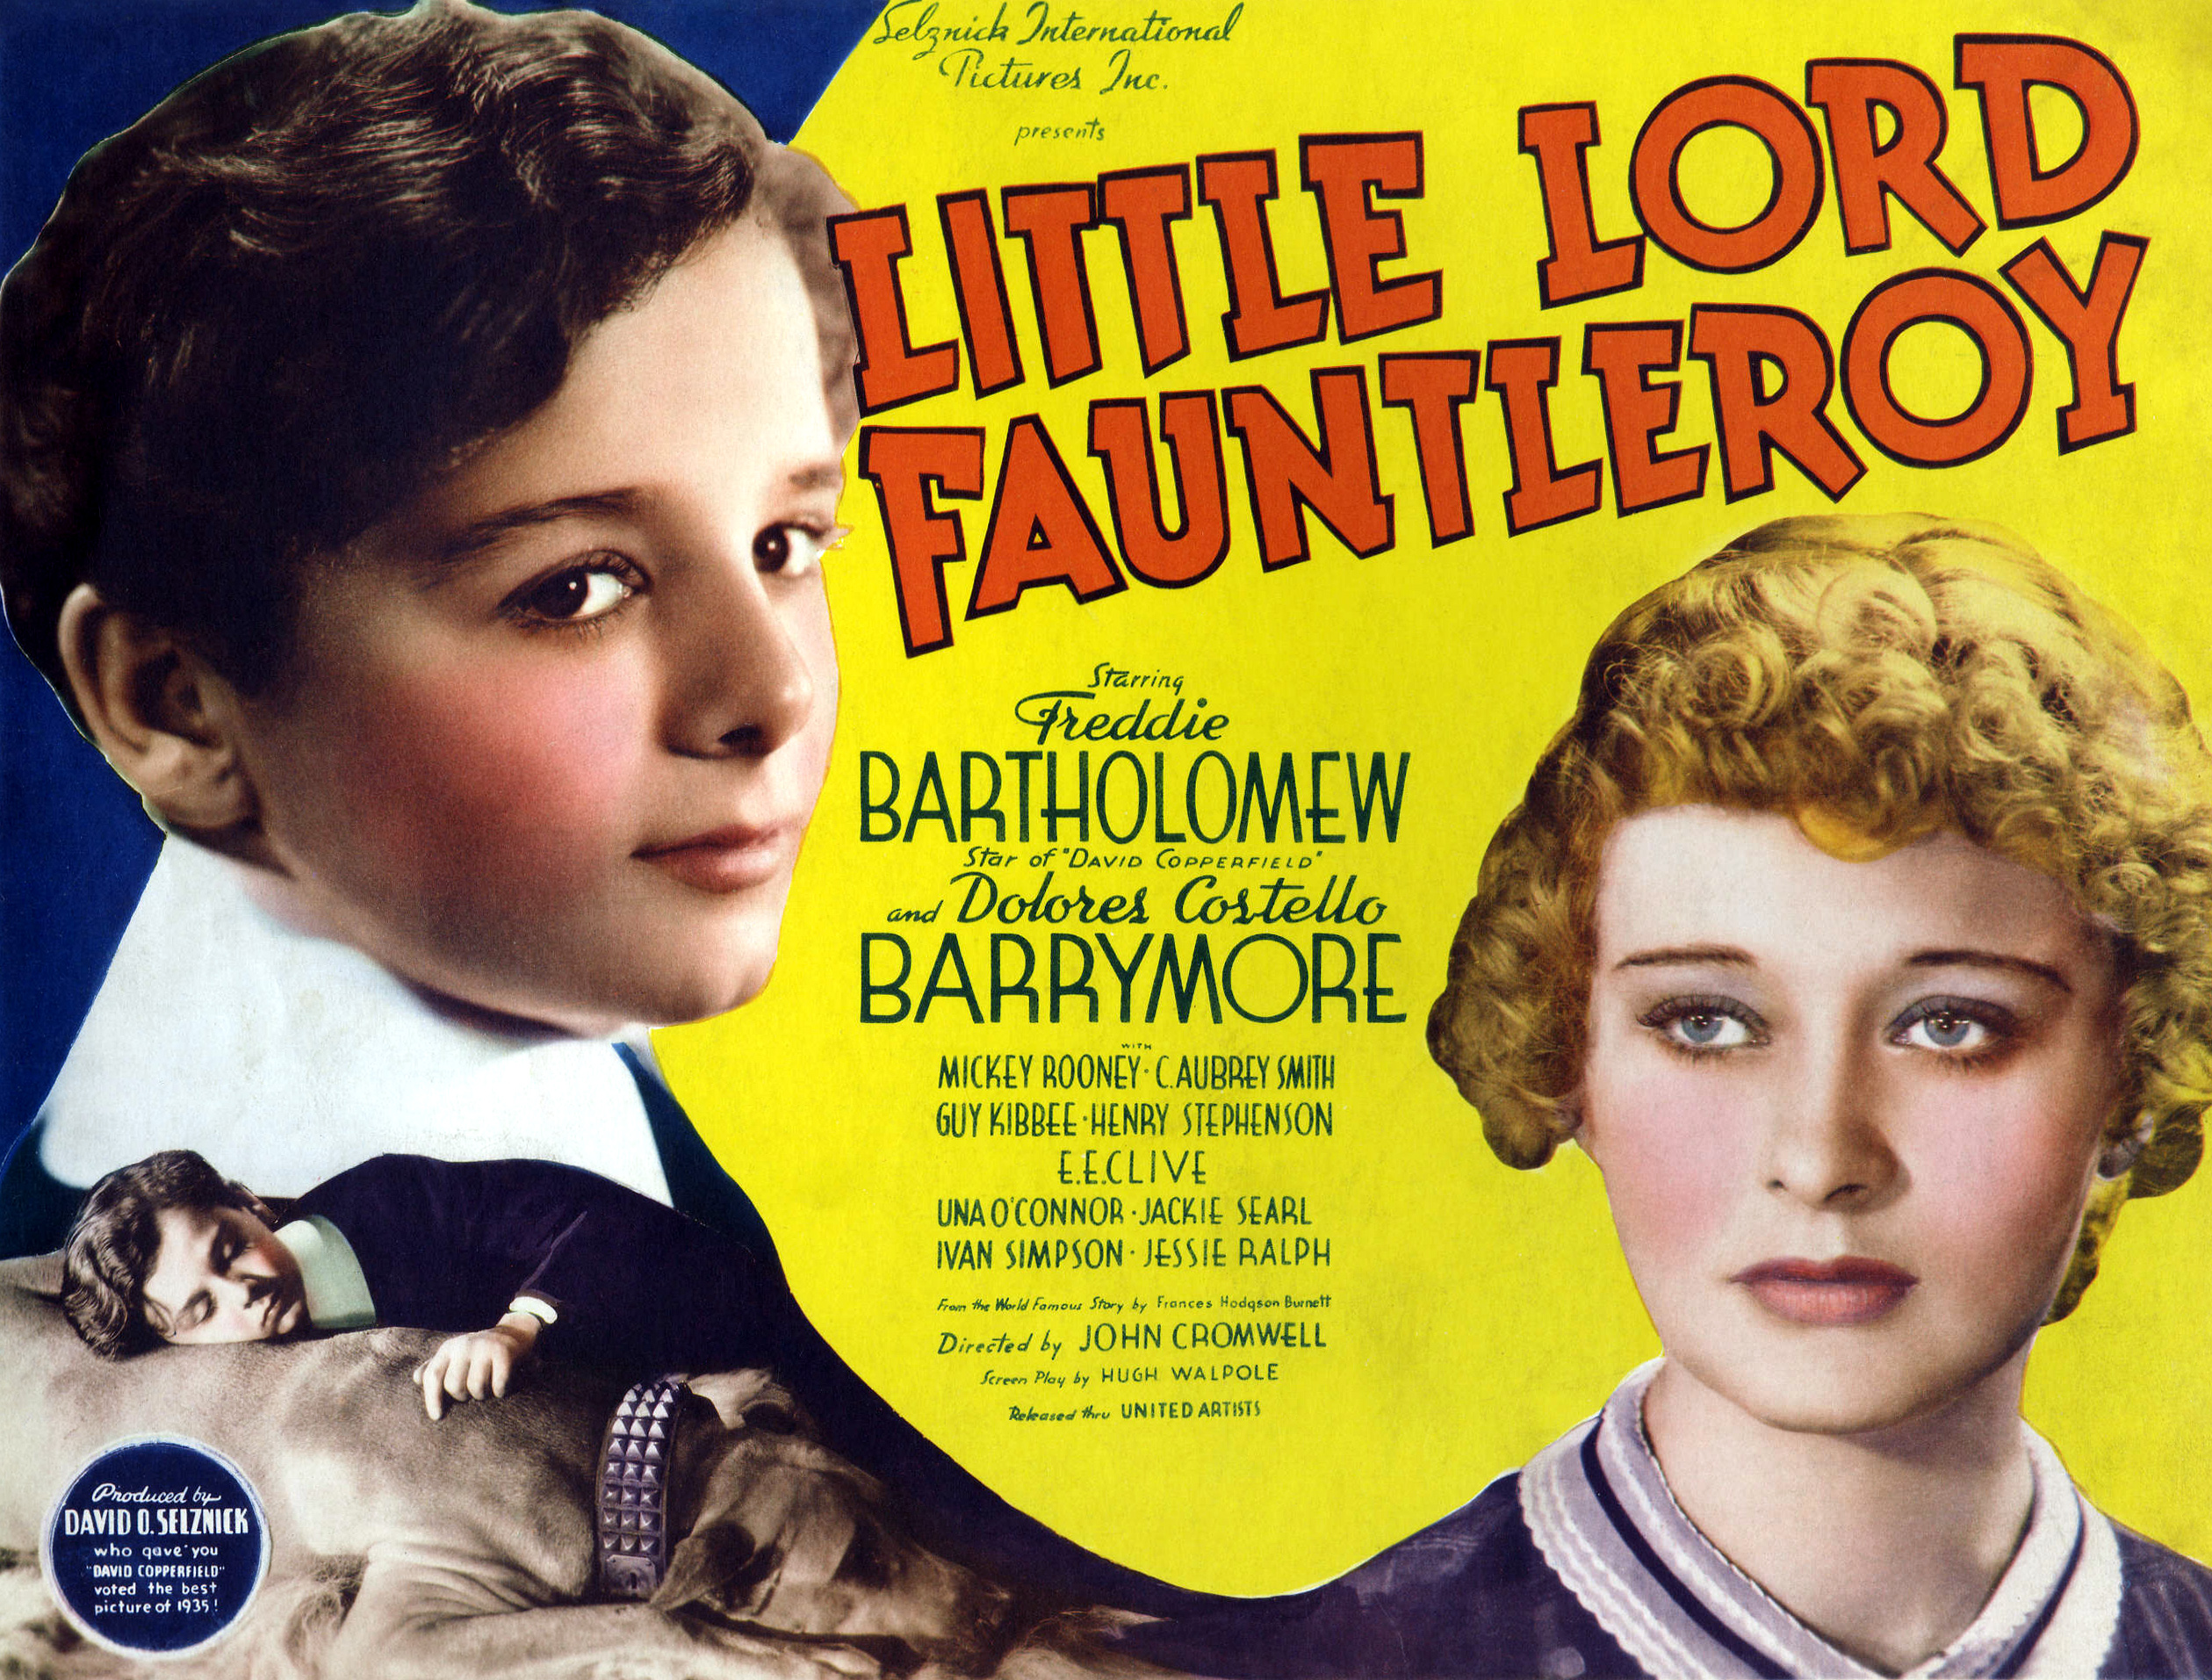 Selznick International
Pictures Inc.
presents
LITTLE LORD
FAUNTLEROY
Starring
Freddie
BARTHOLOMEW
Star of "DAVID COPPERFIELD"
and Dolores Costello
BARRYMORE
WITH
MICKEY ROONEY · C. AUBREY SMITH
GUY KIBBEE · HENRY STEPHENSON
E.E. CLIVE
UNA O'CONNOR · JACKIE SEARL
IVAN SIMPSON · JESSIE RALPH
From the World Famous Story by Frances Hodgson Burnett
Directed by JOHN CROMWELL
Screen Play by HUGH WALPOLE
Released thru UNITED ARTISTS
Produced by
DAVID O. SELZNICK
who gave you
"DAVID COPPERFIELD"
voted the best
picture of 1935!